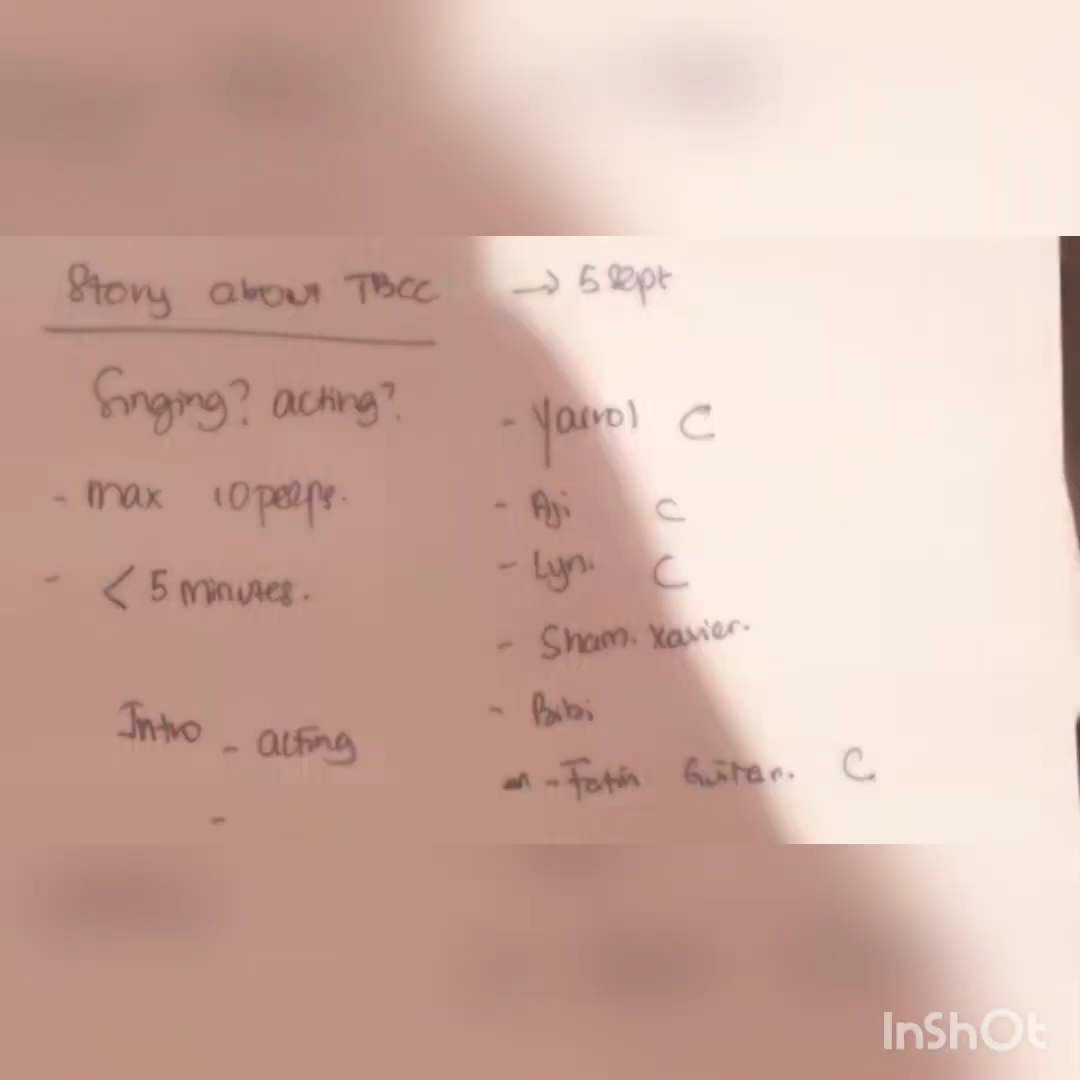 Story about TBCC → 5 Sept
Singing? acting?
- max 10 peeps.
- < 5 minutes.
Intro - acting
-
- Yacrol C
- Aji C
- Lyn. C
- Sham. Xavier.
- Bibi
- Fatin Guitar. C
InShOt